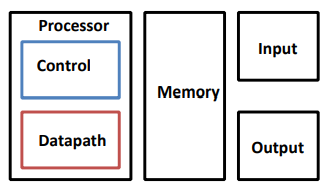 Processor
Control
Datapath
Memory
Input
Output